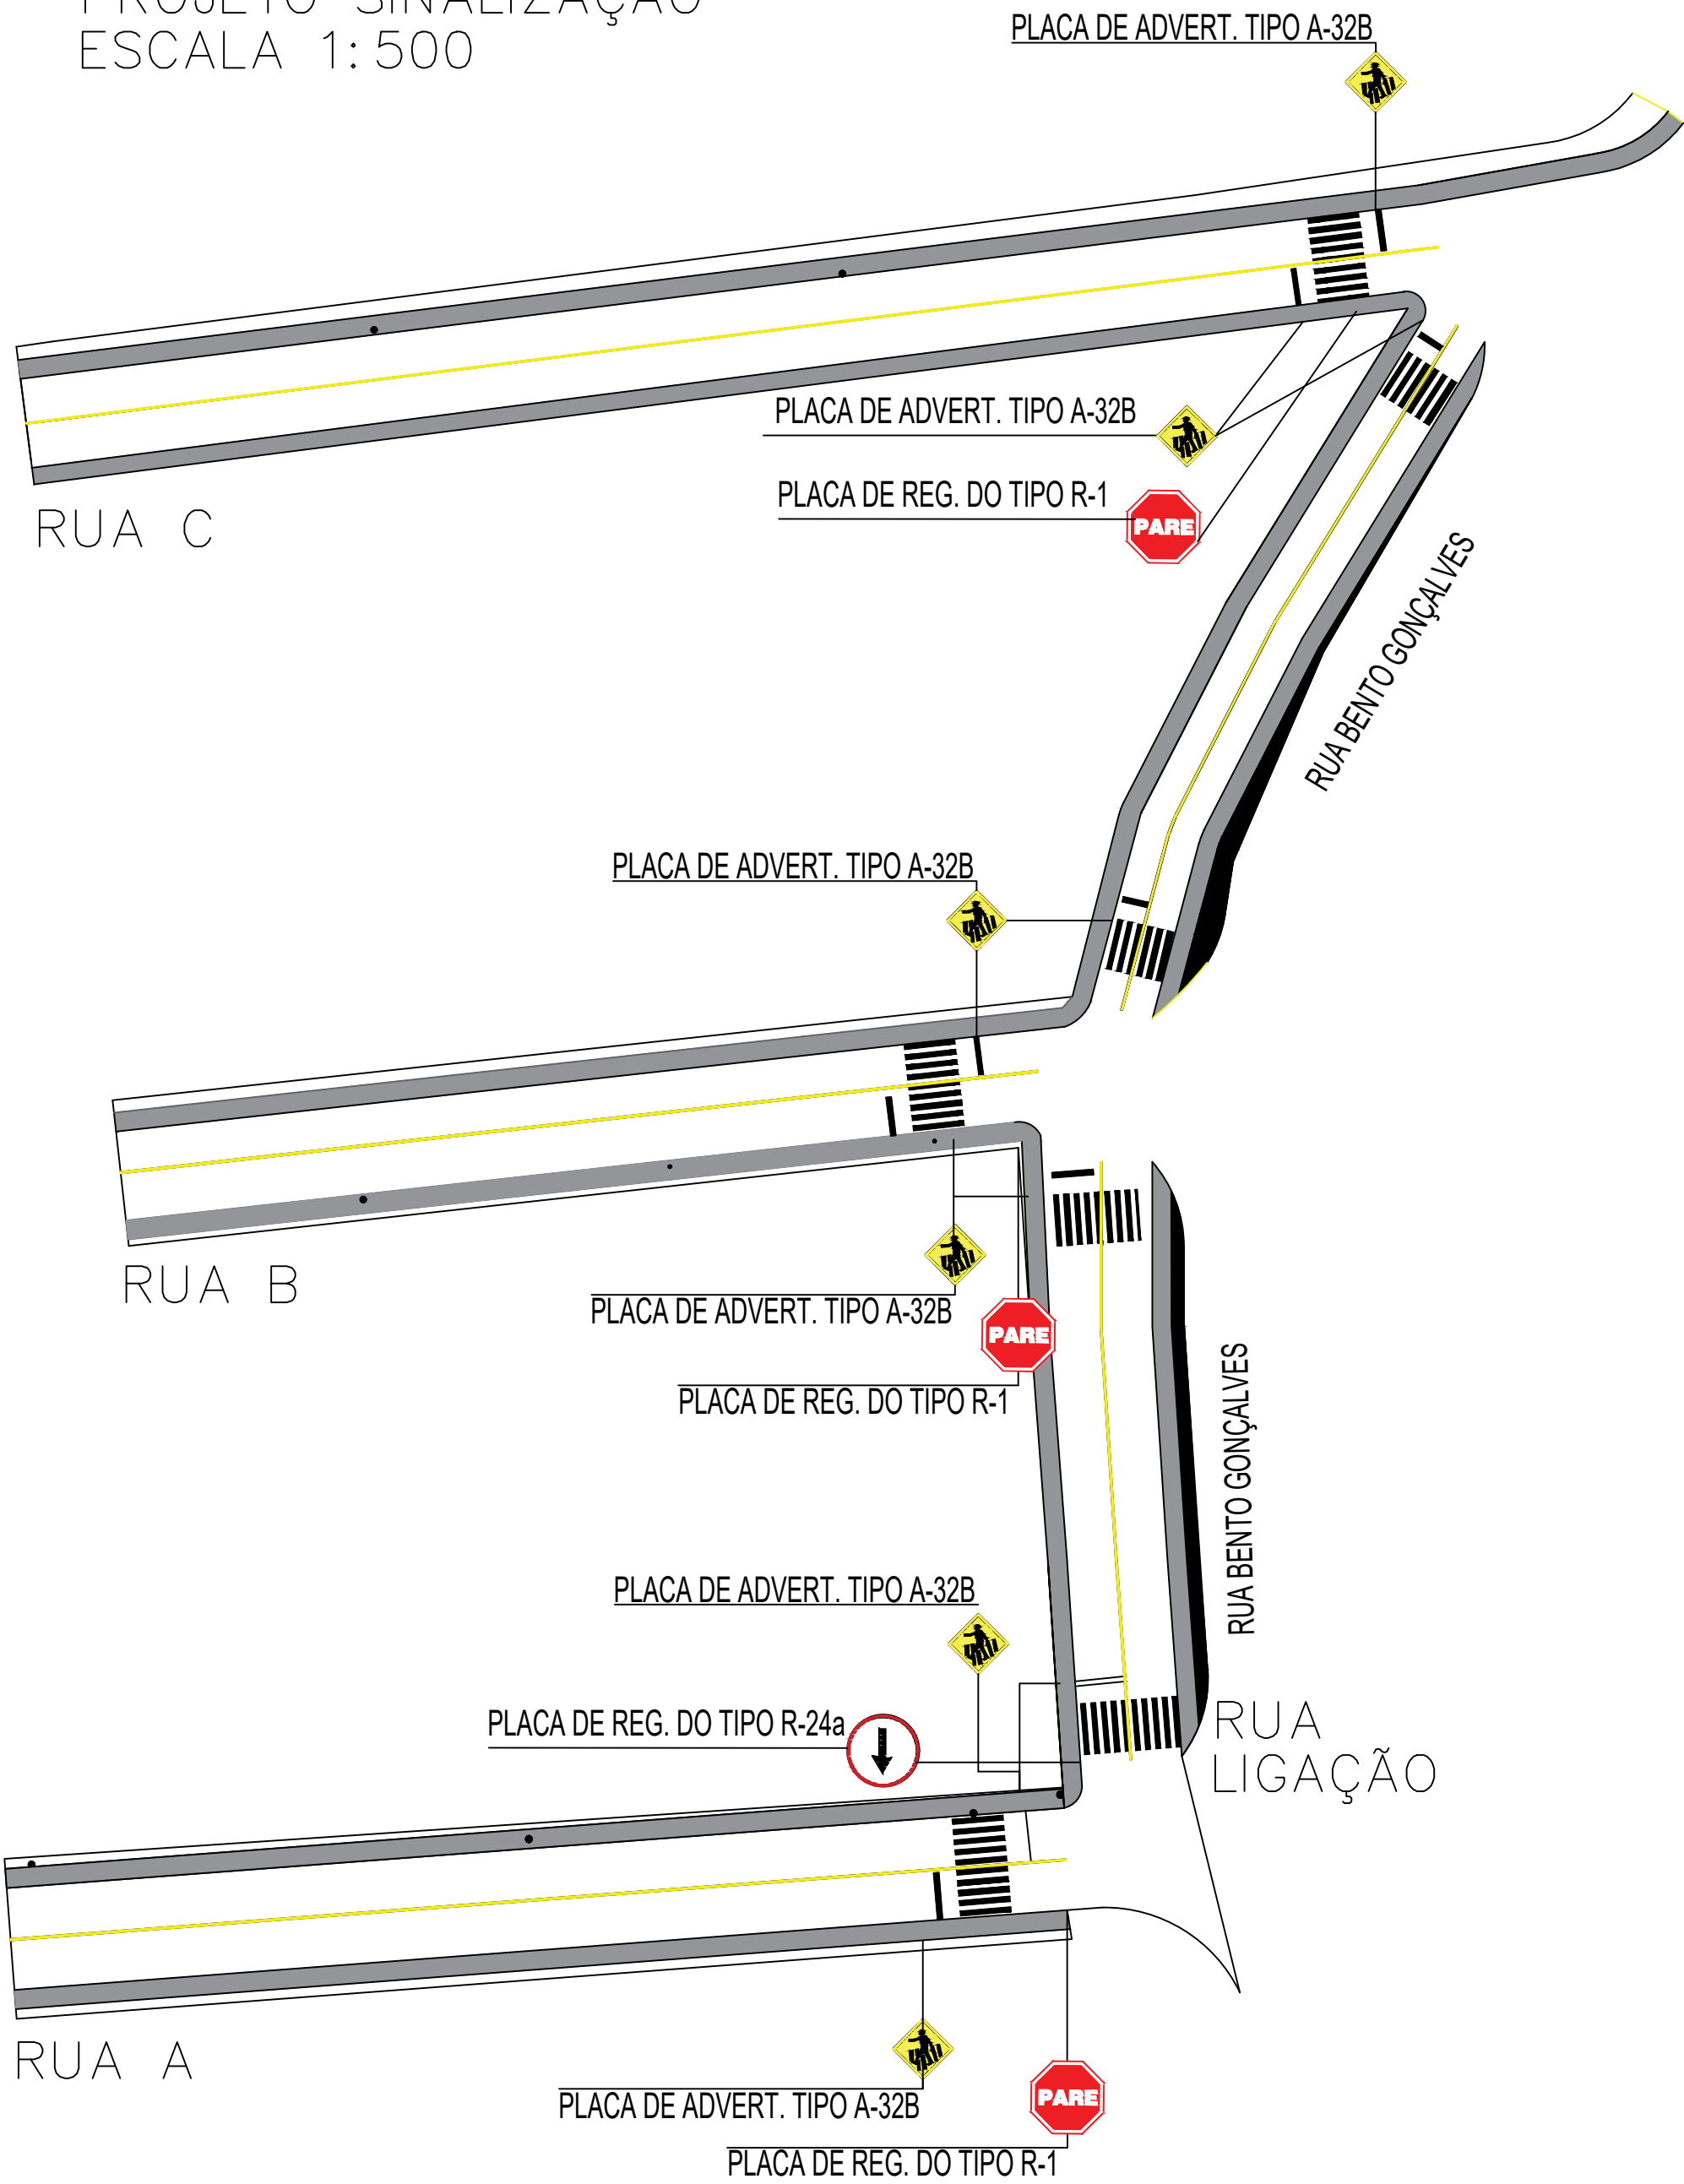 PROJETO SINALIZAÇÃO
ESCALA 1:500
PLACA DE ADVERT. TIPO A-32B
PLACA DE ADVERT. TIPO A-32B
PLACA DE REG. DO TIPO R-1
PARE
RUA C
RUA BENTO GONÇALVES
PLACA DE ADVERT. TIPO A-32B
RUA B
PLACA DE ADVERT. TIPO A-32B
PARE
PLACA DE REG. DO TIPO R-1
RUA BENTO GONÇALVES
PLACA DE ADVERT. TIPO A-32B
PLACA DE REG. DO TIPO R-24a
RUA
LIGAÇÃO
RUA A
PLACA DE ADVERT. TIPO A-32B
PARE
PLACA DE REG. DO TIPO R-1